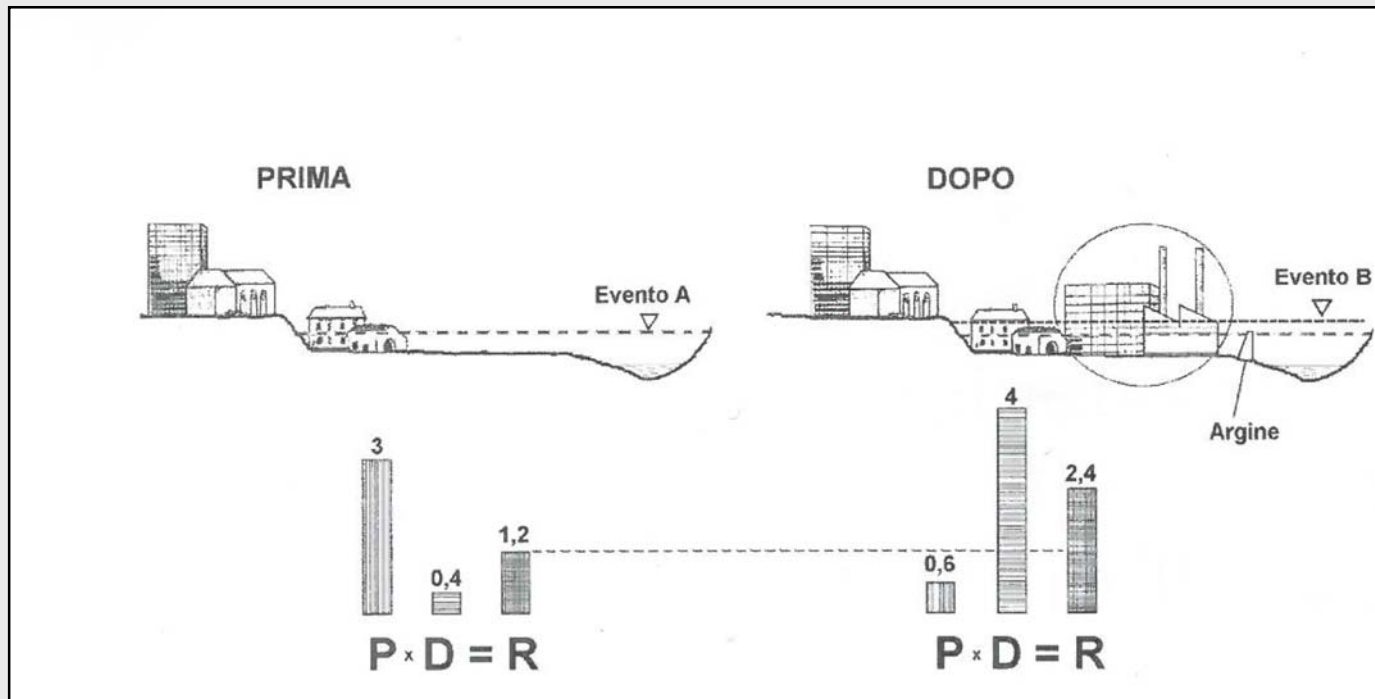 PRIMA
DOPO
Evento A
Evento B
Argine
3
0,4
1,2
0,6
4
2,4
P x D = R
P x D = R